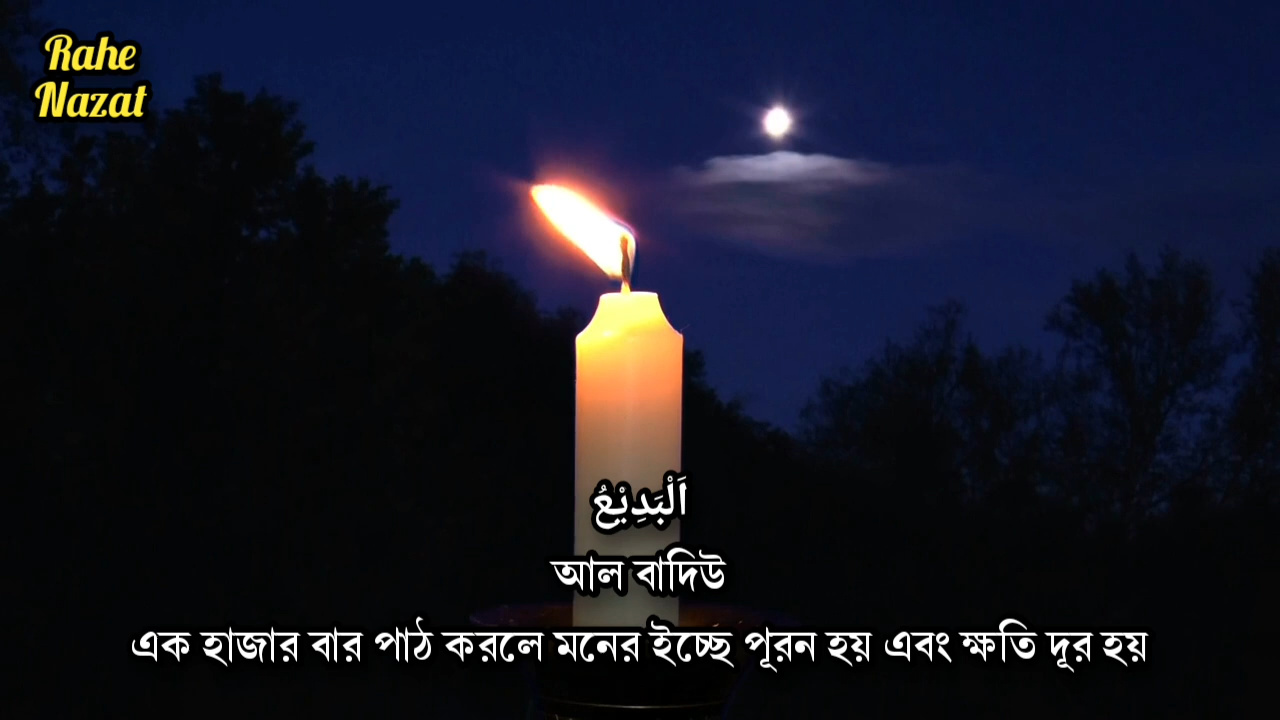 Rahe
Nazat
اَلْبَدِيْعُ
আল বাদিউ
এক হাজার বার পাঠ করলে মনের ইচ্ছে পূরন হয় এবং ক্ষতি দূর হয়